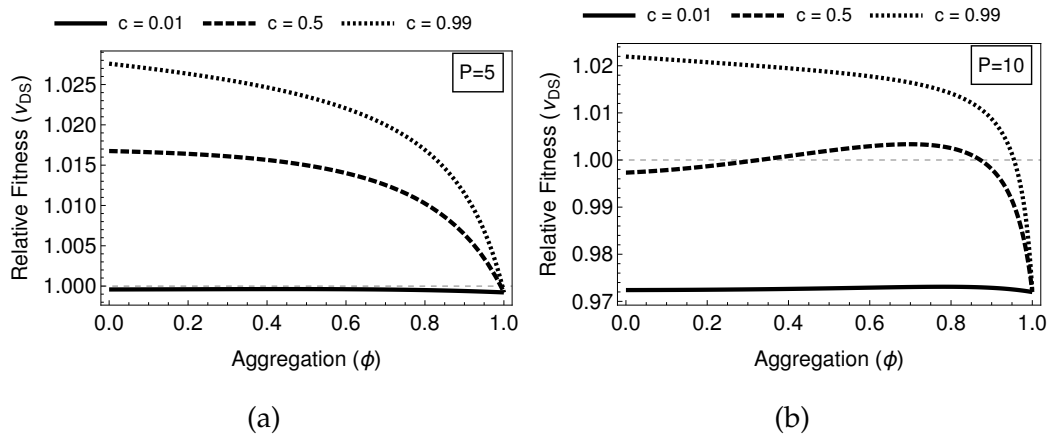 c = 0.01 c = 0.5 c = 0.99
P=5
Relative Fitness (νDS)
1.025
1.020
1.015
1.010
1.005
1.000
0.0 0.2 0.4 0.6 0.8 1.0
Aggregation (ϕ)
(a)
c = 0.01 c = 0.5 c = 0.99
P=10
Relative Fitness (νDS)
1.02
1.01
1.00
0.99
0.98
0.97
0.0 0.2 0.4 0.6 0.8 1.0
Aggregation (ϕ)
(b)